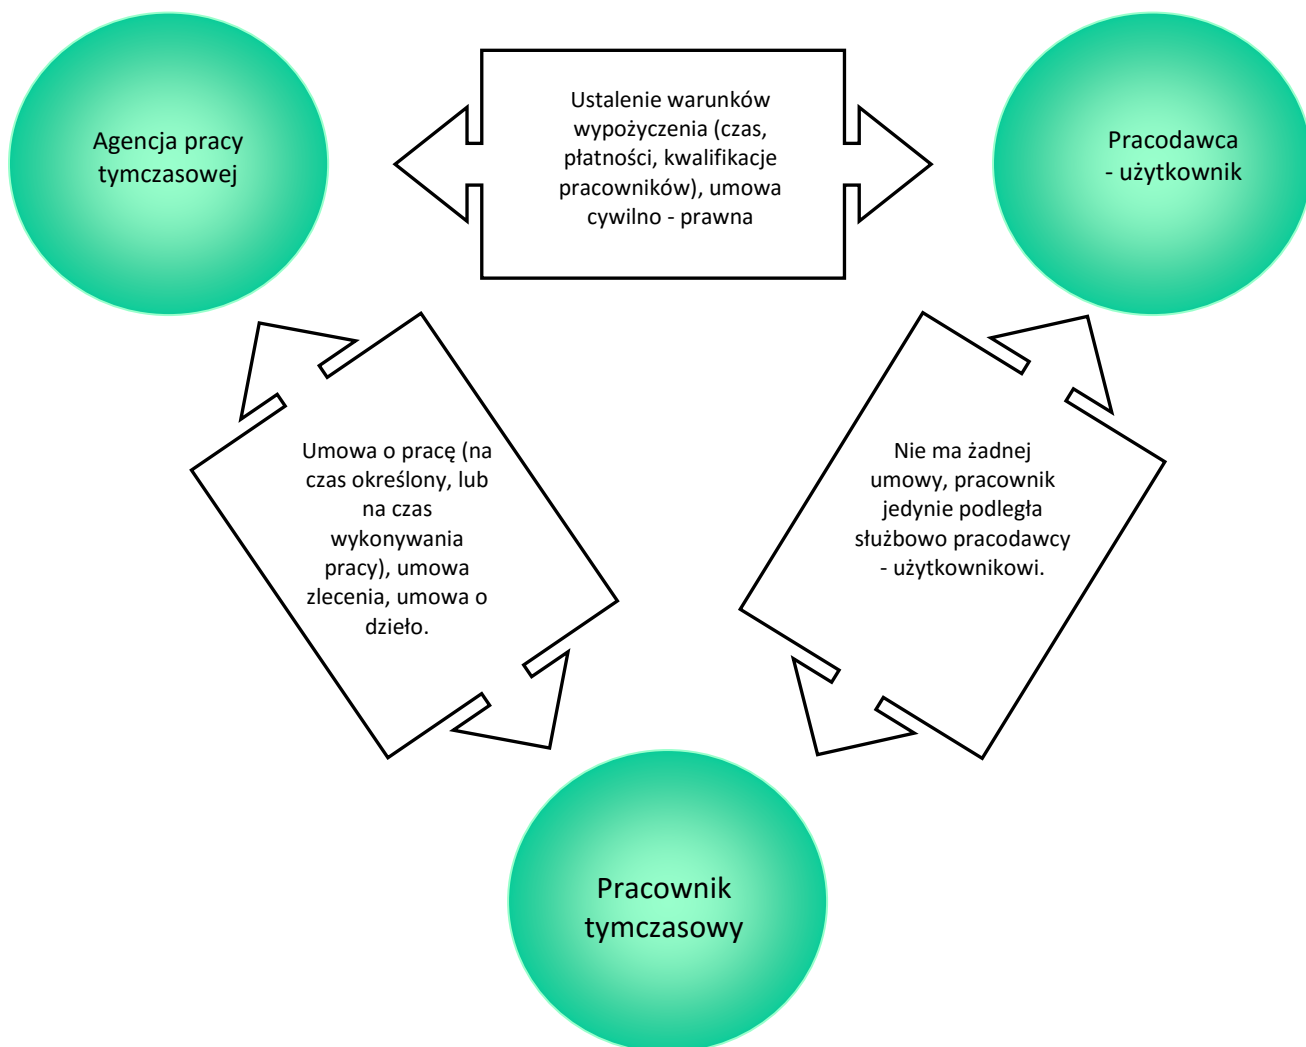 Agencja pracy
tymczasowej
Ustalenie warunków
wypożyczenia (czas,
płatności, kwalifikacje
pracowników), umowa
cywilno - prawna
Pracodawca
- użytkownik
Umowa o pracę (na
czas określony, lub
na czas
wykonywania
pracy), umowa
zlecenia, umowa o
dzieło.
Nie ma żadnej
umowy, pracownik
jedynie podległa
służbowo pracodawcy
- użytkownikowi.
Pracownik
tymczasowy